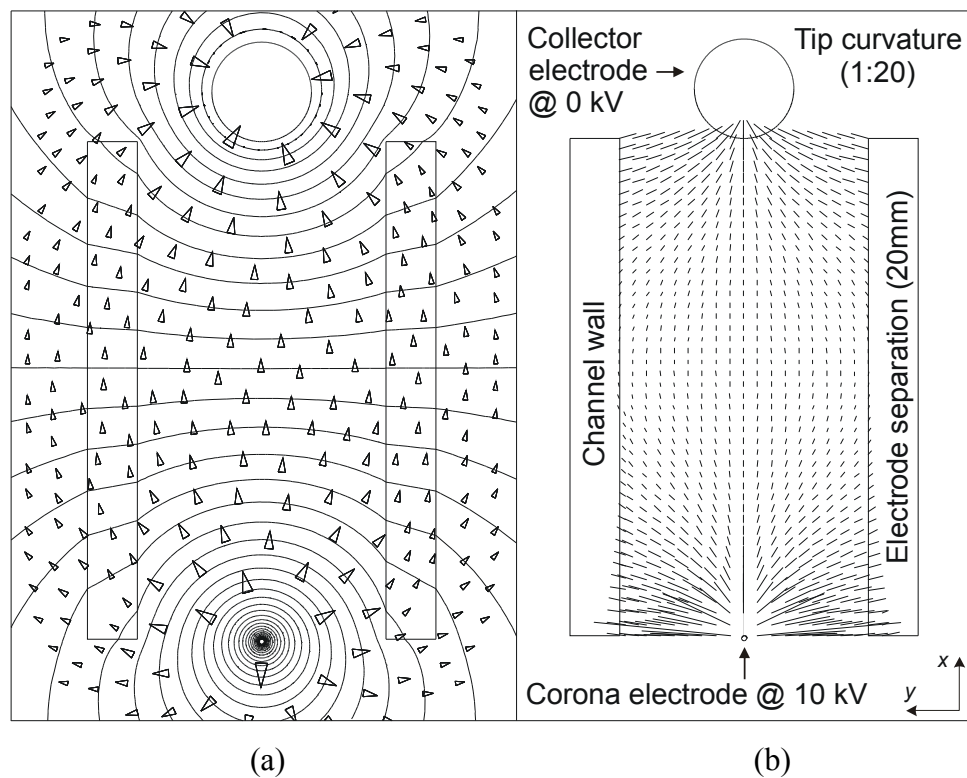 Collector
electrode →
@ 0 kV
Tip curvature
(1:20)
Channel wall
Electrode separation (20mm)
Corona electrode @ 10 kV
x
y
(a)
(b)